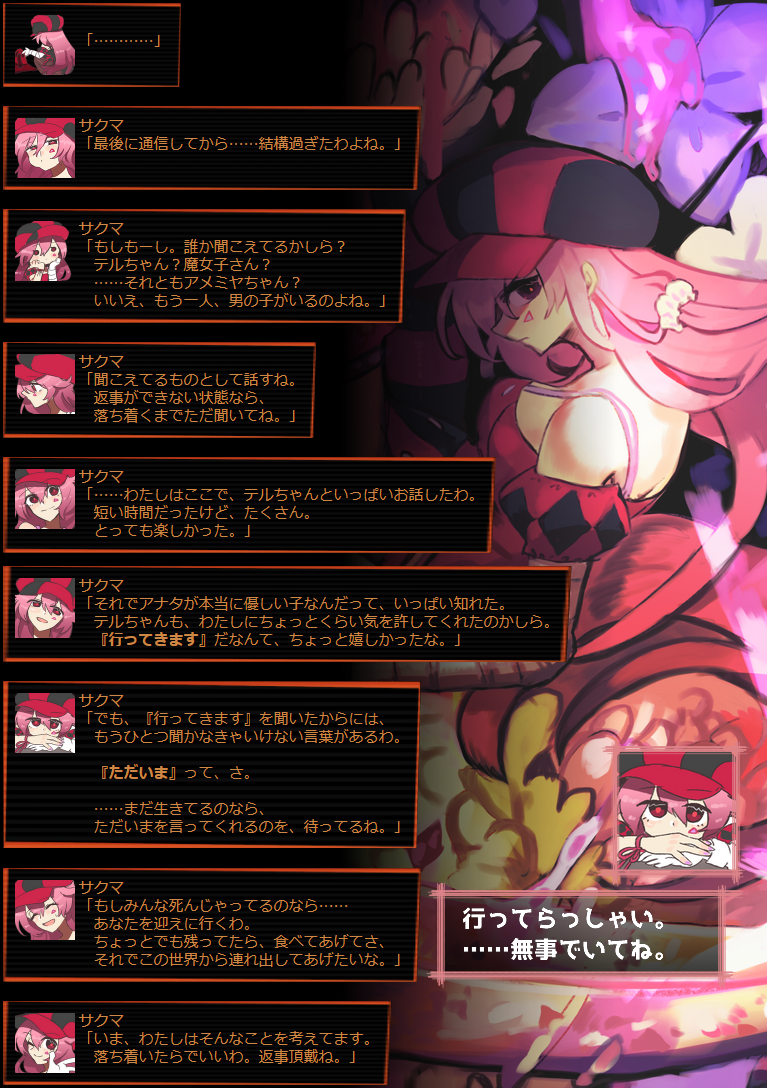 「…………」
サクマ
「最後に通信してから……結構過ぎたわよね。」
サクマ
「もしもーし。誰か聞こえてるかしら？
テルちゃん？魔女子さん？
……それともアメミヤちゃん？
いいえ、もう一人、男の子がいるのよね。」
サクマ
「聞こえてるものとして話すね。
返事ができない状態なら、
落ち着くまでただ聞いてね。」
サクマ
「……わたしはここで、テルちゃんといっぱいお話したわ。
短い時間だったけど、たくさん。
とっても楽しかった。」
サクマ
「それでアナタが本当に優しい子なんだって、いっぱい知れた。
テルちゃんも、わたしにちょっとくらい気を許してくれたのかしら。
『行ってきます』だなんて、ちょっと嬉しかったな。」
サクマ
「でも、『行ってきます』を聞いたからには、
もうひとつ聞かなきゃいけない言葉があるわ。
『ただいま』って、さ。
……まだ生きてるのなら、
ただいまを言ってくれるのを、待ってるね。」
サクマ
「もしみんな死んじゃってるのなら……
あなたを迎えに行くわ。
ちょっとでも残ってたら、食べてあげてさ、
それでこの世界から連れ出してあげたいな。」
サクマ
「いま、わたしはそんなことを考えてます。
落ち着いたらでいいわ。返事頂戴ね。」
行ってらっしゃい。
……無事でいてね。